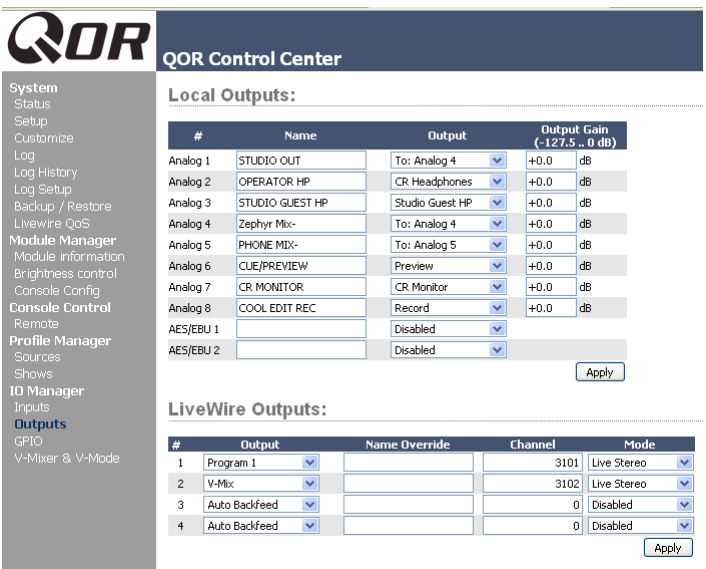 QOR
QOR Control Center
System
Status
Setup
Customize
Log
Log History
Log Setup
Backup / Restore
Livewire QoS
Module Manager
Module information
Brightness control
Console Config
Console Control
Remote
Profile Manager
Sources
Shows
IO Manager
Inputs
Outputs
GPIO
V-Mixer & V-Mode
Local Outputs:
# Name Output Output Gain (-127.5 .. 0 dB)
Analog 1 STUDIO OUT To: Analog 4 +0.0 dB
Analog 2 OPERATOR HP CR Headphones +0.0 dB
Analog 3 STUDIO GUEST HP Studio Guest HP +0.0 dB
Analog 4 Zephyr Mix- To: Analog 4 +0.0 dB
Analog 5 PHONE MIX- To: Analog 5 +0.0 dB
Analog 6 CUE/PREVIEW Preview +0.0 dB
Analog 7 CR MONITOR CR Monitor +0.0 dB
Analog 8 COOL EDIT REC Record +0.0 dB
AES/EBU 1 Disabled
AES/EBU 2 Disabled
Apply
LiveWire Outputs:
# Output Name Override Channel Mode
1 Program 1 3101 Live Stereo
2 V-Mix 3102 Live Stereo
3 Auto Backfeed 0 Disabled
4 Auto Backfeed 0 Disabled
Apply